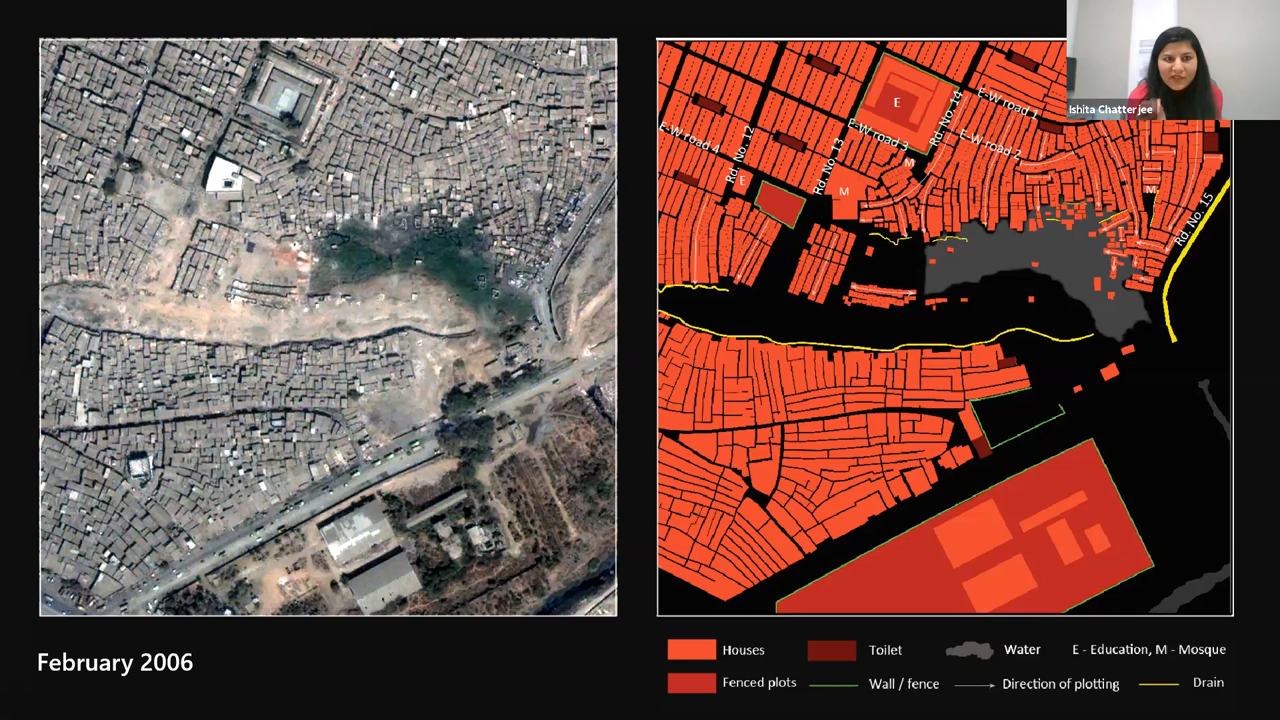 Ishita Chatterjee
E-W road 1
E-W road 2
E-W road 3
E-W road 4
Rd. No. 12
Rd. No. 13
Rd. No. 14
Rd. No. 15
E
E
M
M
M
February 2006
Houses
Toilet
Water
E - Education, M - Mosque
Fenced plots
Wall / fence
Direction of plotting
Drain